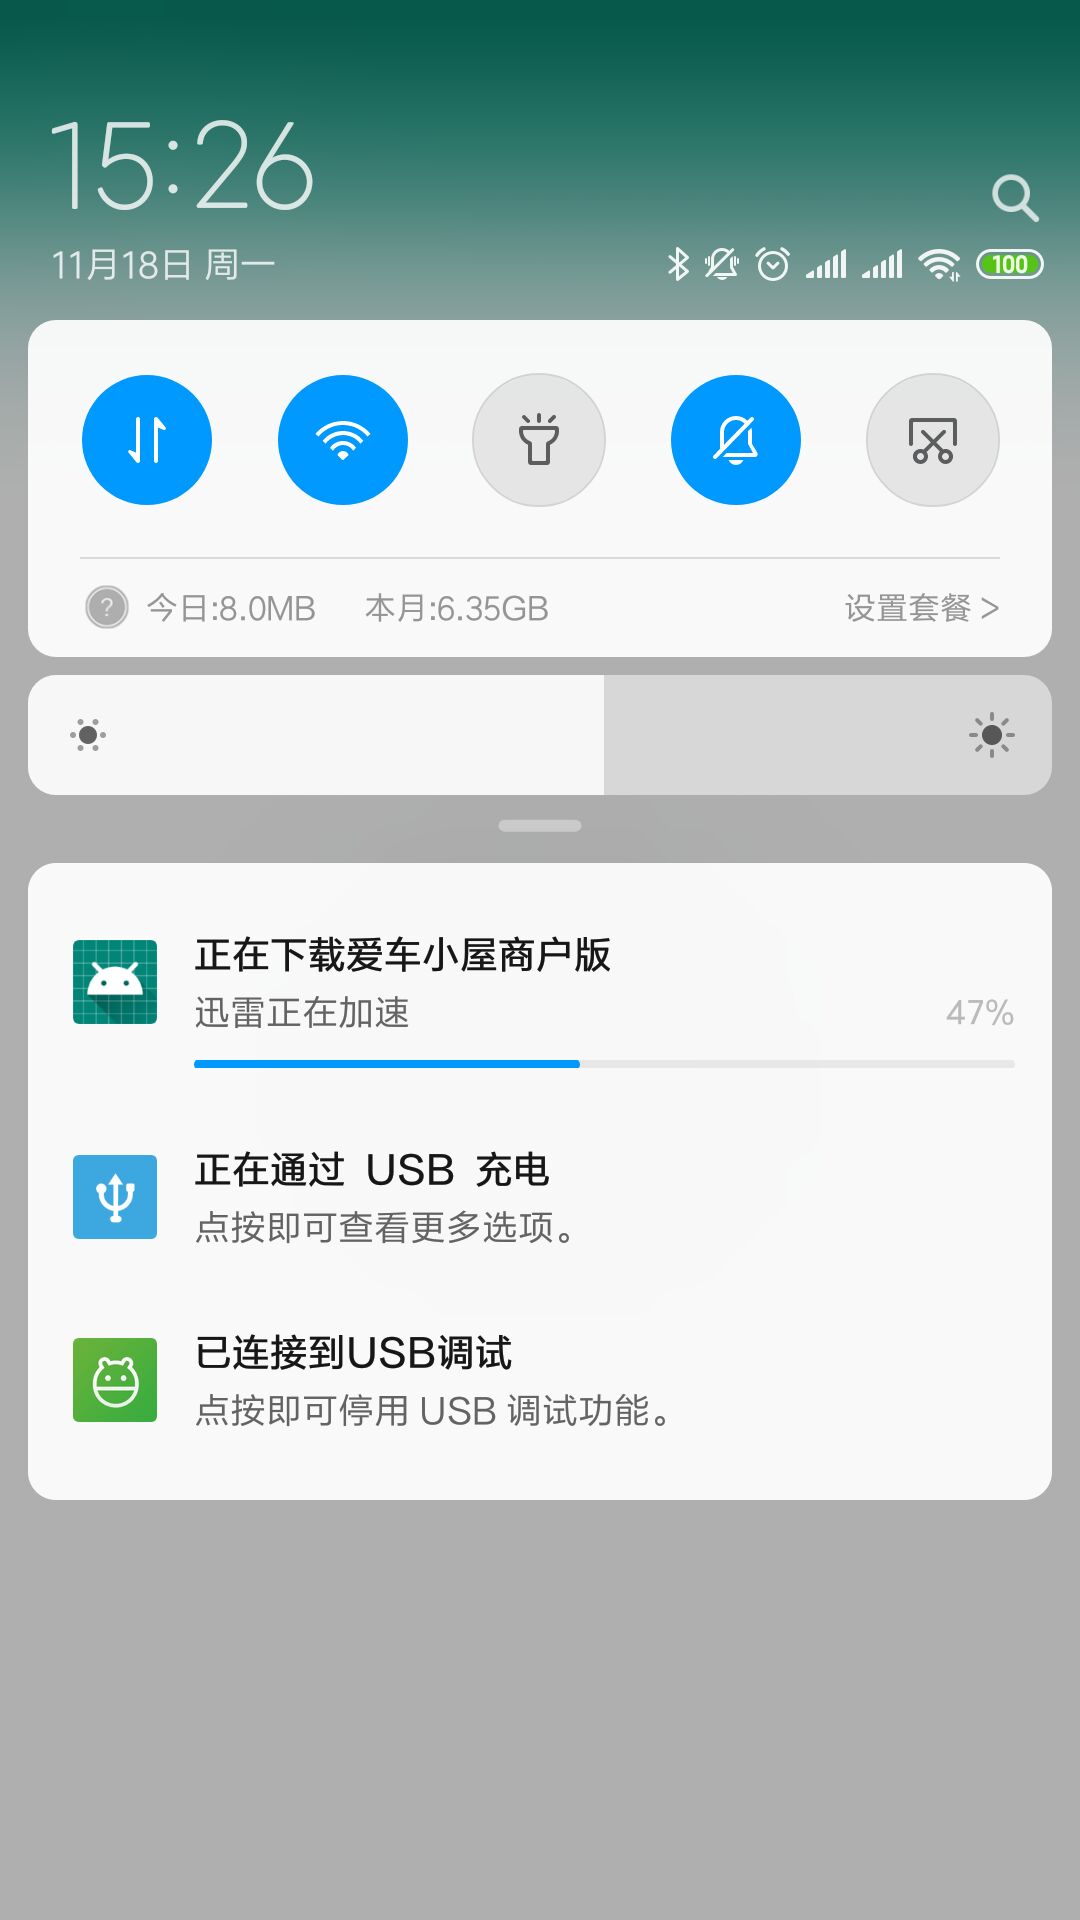 15:26
11月18日 周一
100
今日:8.0MB 本月:6.35GB 设置套餐 >
正在下载爱车小屋商户版
迅雷正在加速 47%
正在通过 USB 充电
点按即可查看更多选项。
已连接到USB调试
点按即可停用 USB 调试功能。